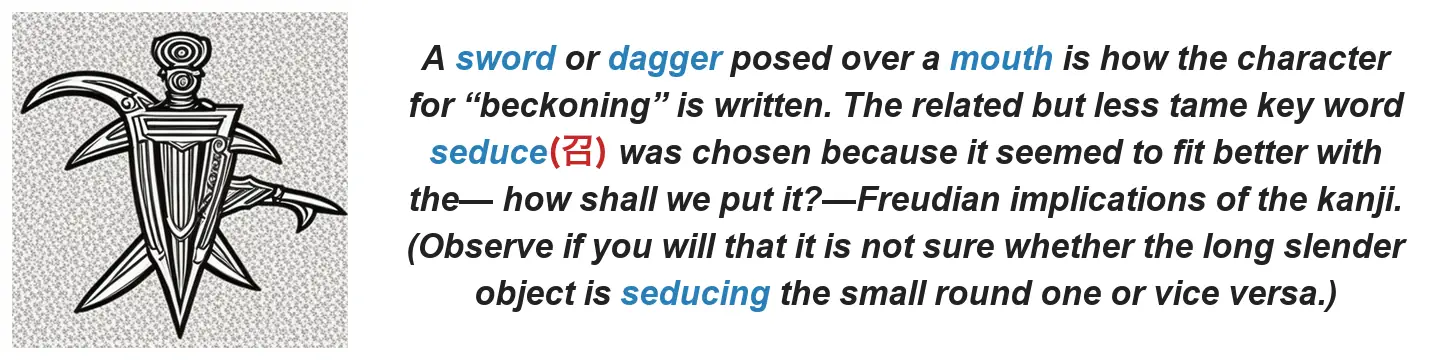 A sword or dagger posed over a mouth is how the character
for “beckoning” is written. The related but less tame key word
seduce(召) was chosen because it seemed to fit better with
the— how shall we put it?—Freudian implications of the kanji.
(Observe if you will that it is not sure whether the long slender
object is seducing the small round one or vice versa.)